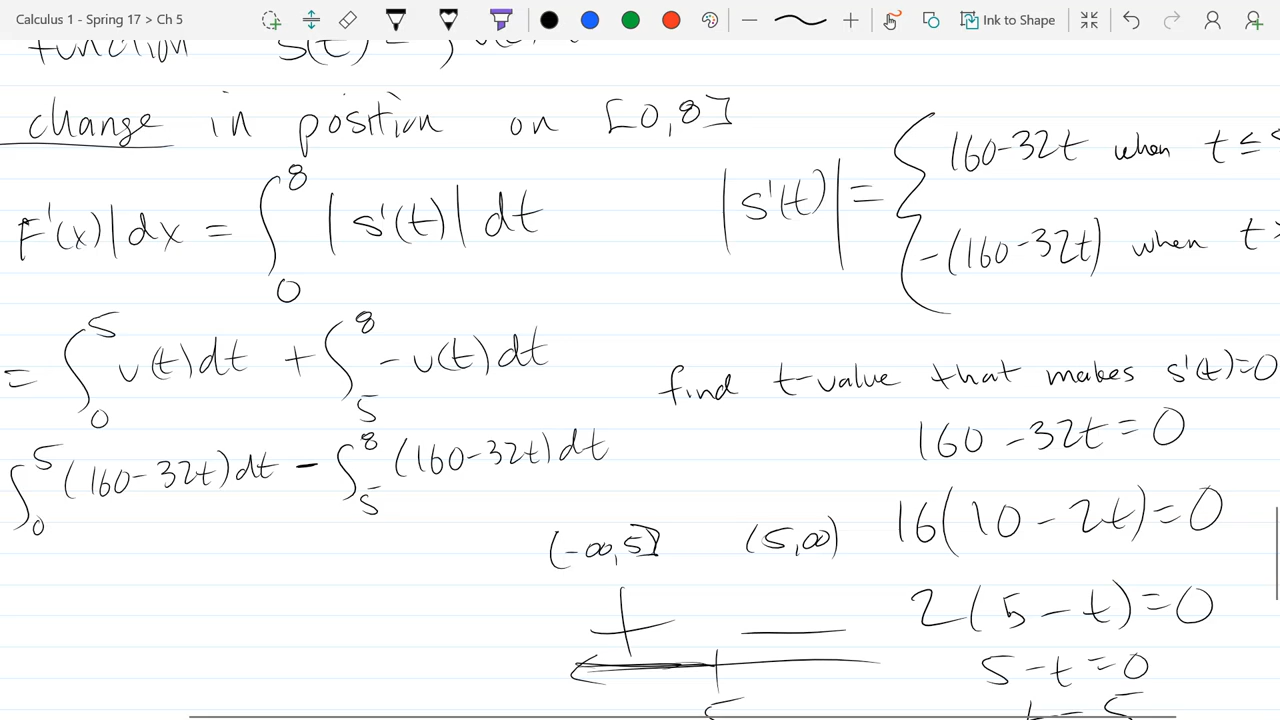 Calculus 1 - Spring 17 > Ch 5
Ink to Shape
function s(t) =
change in position on [0,8]
F'(x)|dx = ∫_0^8 |s'(t)| dt
|s'(t)| = { 160-32t when t ≤
-(160-32t) when t >
= ∫_0^5 v(t)dt + ∫_5^8 -v(t)dt
∫_0^5 (160-32t)dt - ∫_5^8 (160-32t)dt
find t-value that makes s'(t)=0
160-32t=0
16(10-2t)=0
2(5-t)=0
5-t=0
t=5
(-∞,5] (5,∞)
+ —
5